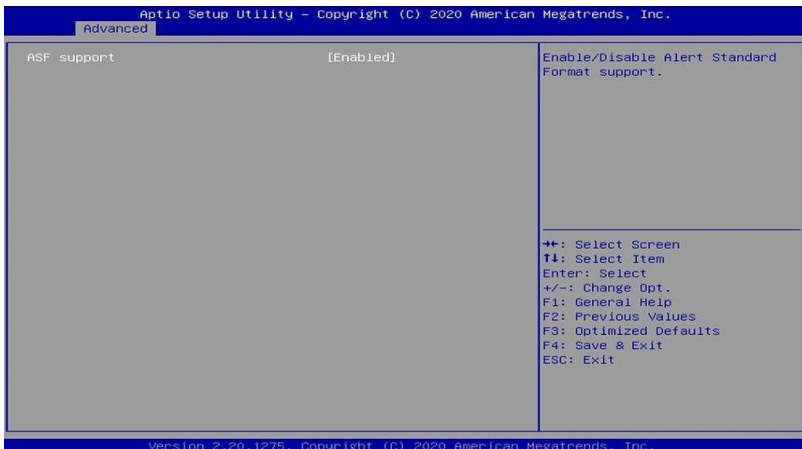 Aptio Setup Utility – Copyright (C) 2020 American Megatrends, Inc.
Advanced
ASF support [Enabled]
Enable/Disable Alert Standard
Format support.
→←: Select Screen
↑↓: Select Item
Enter: Select
+/-: Change Opt.
F1: General Help
F2: Previous Values
F3: Optimized Defaults
F4: Save & Exit
ESC: Exit
Version 2.20.1275. Copyright (C) 2020 American Megatrends, Inc.